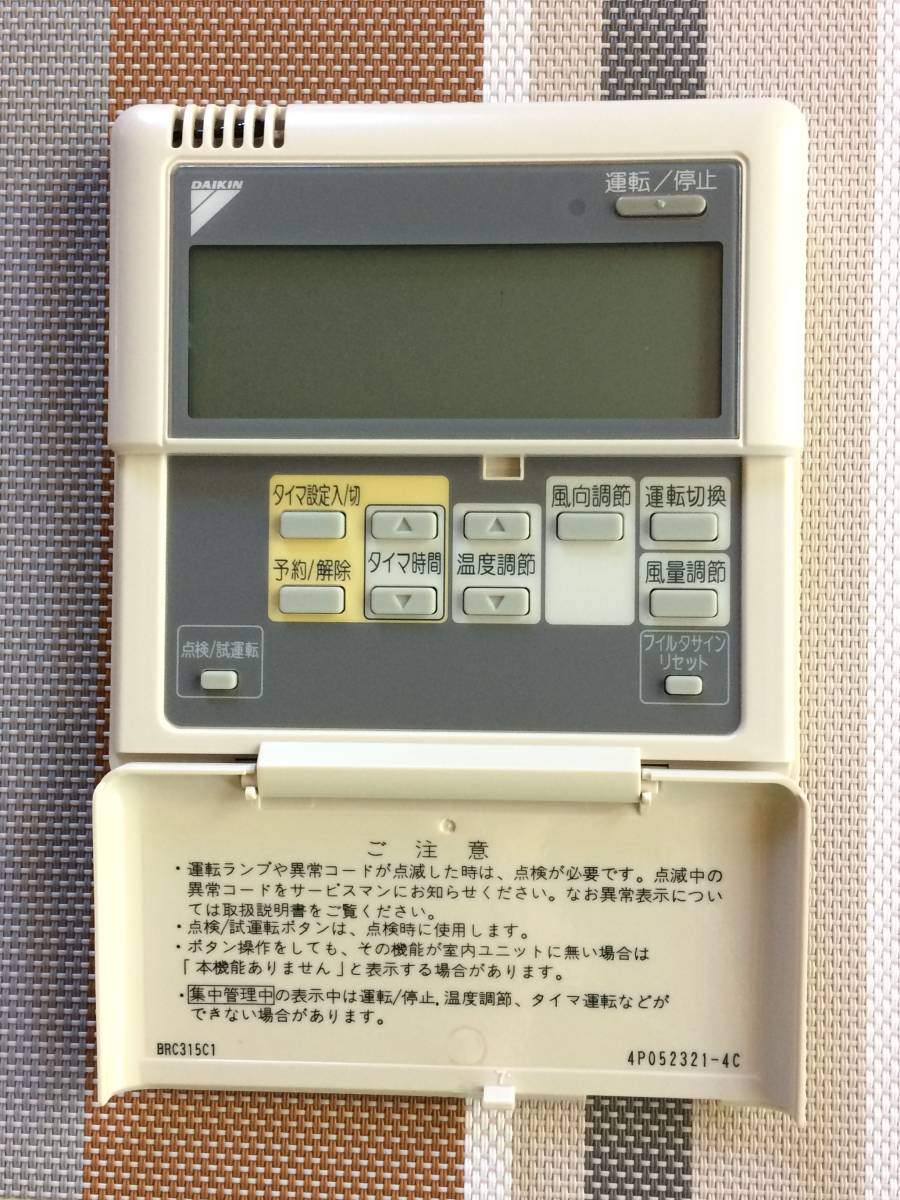 DAIKIN
運転/停止
タイマ設定入/切
風向調節
運転切換
予約/解除
タイマ時間
温度調節
風量調節
点検/試運転
フイルタサイン
リセット
ご注意
・運転ランプや異常コードが点滅した時は、点検が必要です。点滅中の
異常コードをサービスマンにお知らせください。なお異常表示につい
ては取扱説明書をご覧ください。
・点検/試運転ボタンは、点検時に使用します。
・ボタン操作をしても、その機能が室内ユニットに無い場合は
「本機能ありません」と表示する場合があります。
・集中管理中の表示中は運転/停止、温度調節、タイマ運転などが
できない場合があります。
BRC315C1
4P052321-4C